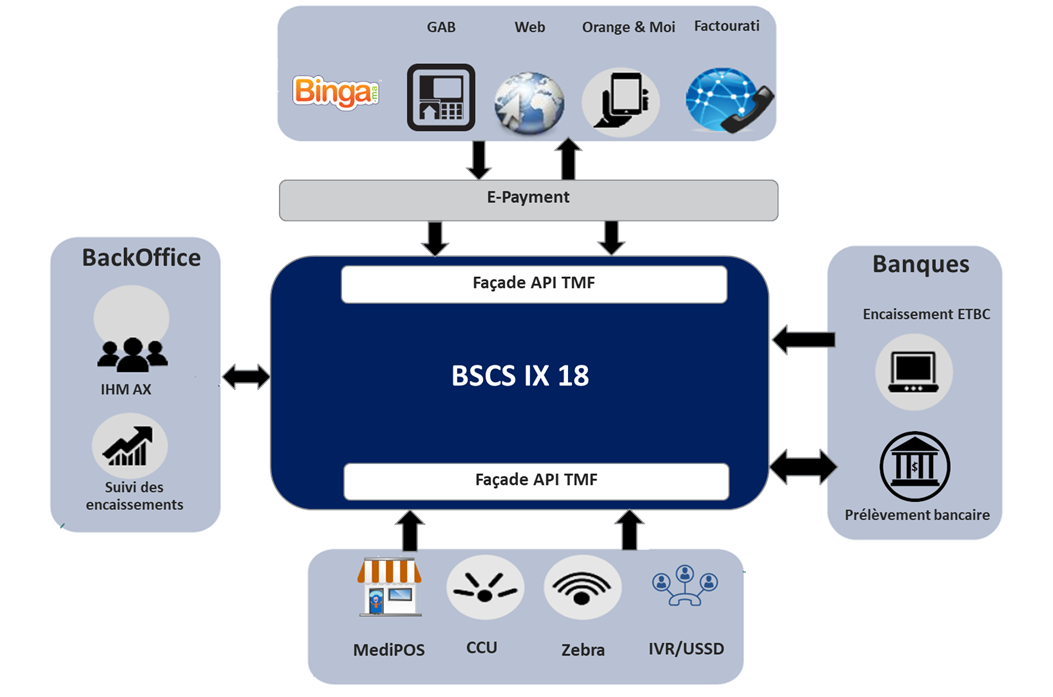 GAB
Web
Orange & Moi
Factourati
Binga.ma
E-Payment
BackOffice
IHM AX
Suivi des
encaissements
Façade API TMF
BSCS IX 18
Façade API TMF
Banques
Encaissement ETBC
$
Prélèvement bancaire
MediPOS
CCU
Zebra
IVR/USSD